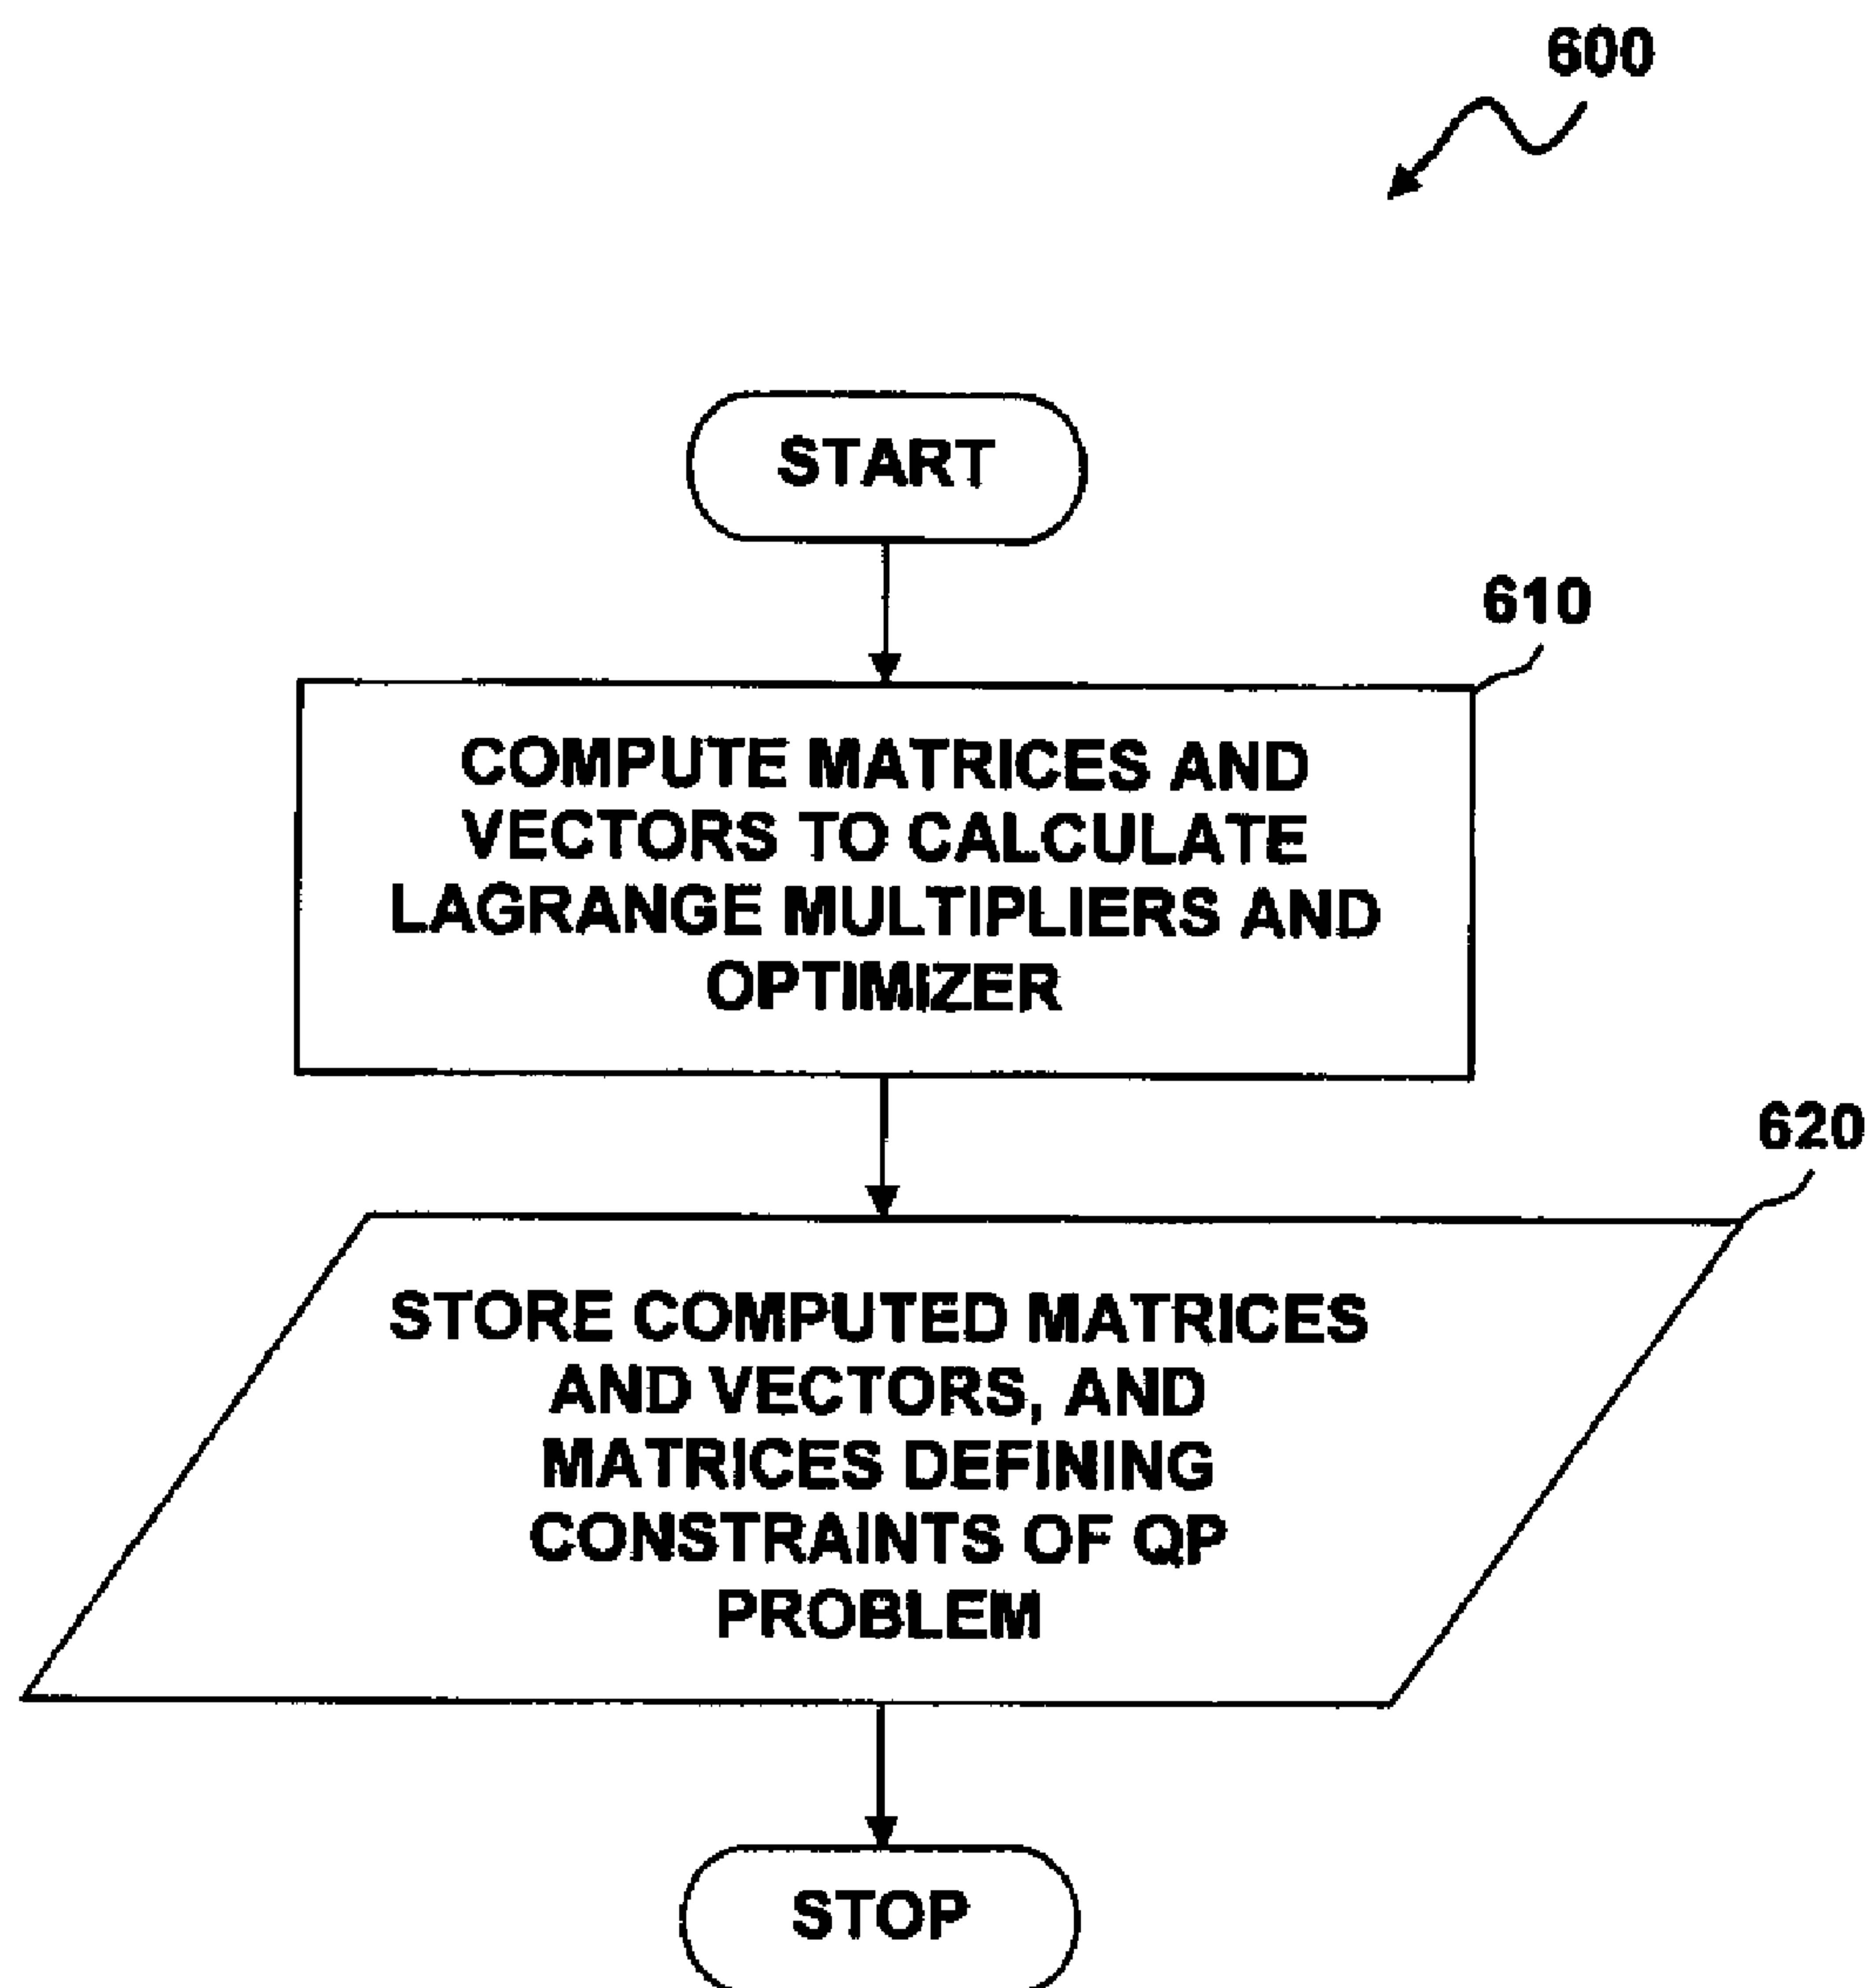 600
START
610
COMPUTE MATRICES AND
VECTORS TO CALCULATE
LAGRANGE MULTIPLIERS AND
OPTIMIZER
620
STORE COMPUTED MATRICES
AND VECTORS, AND
MATRICES DEFINING
CONSTRAINTS OF QP
PROBLEM
STOP